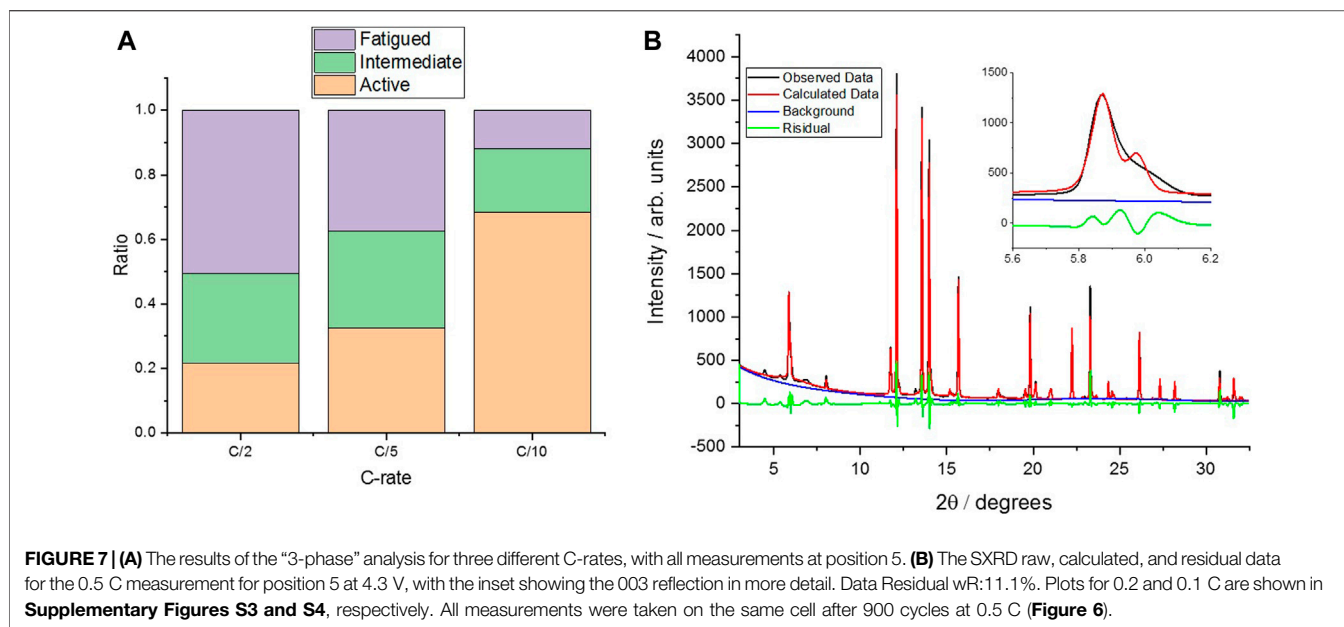 A
Fatigued
Intermediate
Active
1.0
0.8
0.6
0.4
0.2
0.0
Ratio
C/2
C/5
C/10
C-rate
B
Observed Data
Calculated Data
Background
Risidual
4000
3500
3000
2500
2000
1500
1000
500
0
-500
Intensity / arb. units
5
10
15
20
25
30
2θ / degrees
1500
1000
500
0
5.6
5.8
6.0
6.2
FIGURE 7 | (A) The results of the “3-phase” analysis for three different C-rates, with all measurements at position 5. (B) The SXRD raw, calculated, and residual data
for the 0.5 C measurement for position 5 at 4.3 V, with the inset showing the 003 reflection in more detail. Data Residual wR:11.1%. Plots for 0.2 and 0.1 C are shown in
Supplementary Figures S3 and S4, respectively. All measurements were taken on the same cell after 900 cycles at 0.5 C (Figure 6).